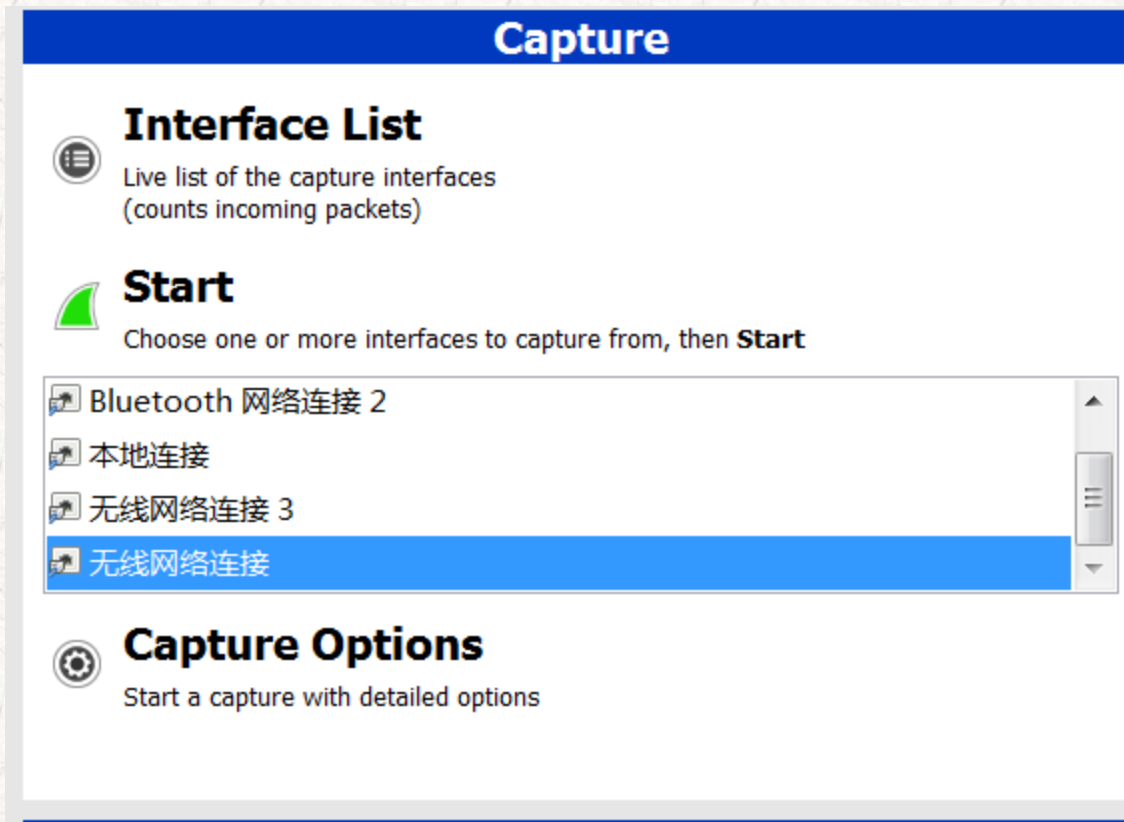 Capture
Interface List
Live list of the capture interfaces
(counts incoming packets)
Start
Choose one or more interfaces to capture from, then Start
Bluetooth 网络连接 2
本地连接
无线网络连接 3
无线网络连接
Capture Options
Start a capture with detailed options